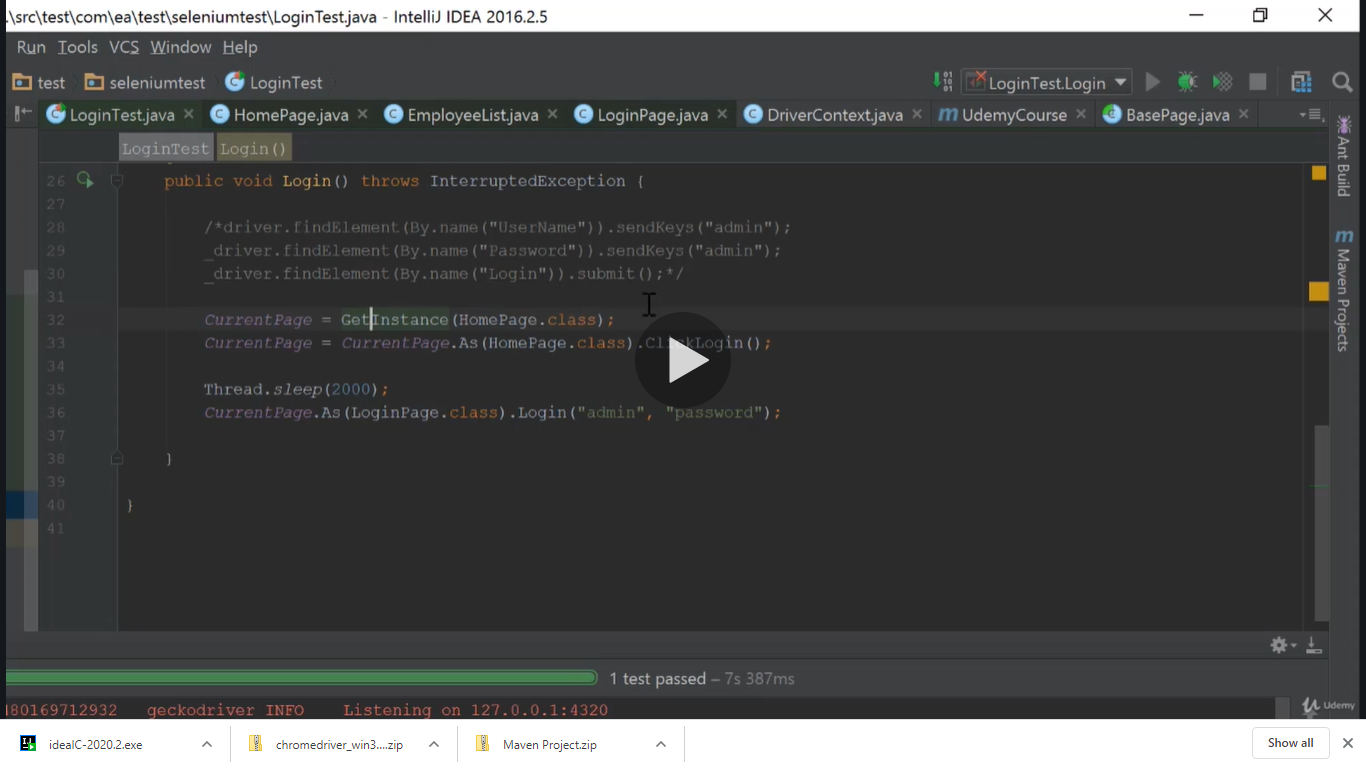 .\src\test\com\ea\test\seleniumtest\LoginTest.java - IntelliJ IDEA 2016.2.5
Run Tools VCS Window Help
test seleniumtest LoginTest LoginTest.Login
LoginTest.java HomePage.java EmployeeList.java LoginPage.java DriverContext.java UdemyCourse BasePage.java
LoginTest Login()
26 public void Login() throws InterruptedException {
27
28 /*driver.findElement(By.name("UserName")).sendKeys("admin");
29 _driver.findElement(By.name("Password")).sendKeys("admin");
30 _driver.findElement(By.name("Login")).submit();*/
31
32 CurrentPage = GetInstance(HomePage.class);
33 CurrentPage = CurrentPage.As(HomePage.class).ClickLogin();
34
35 Thread.sleep(2000);
36 CurrentPage.As(LoginPage.class).Login("admin", "password");
37
38 }
39
40 }
41
Ant Build
Maven Projects
1 test passed – 7s 387ms
480169712932 geckodriver INFO Listening on 127.0.0.1:4320
Udemy
ideaIC-2020.2.exe chromedriver_win3....zip Maven Project.zip Show all